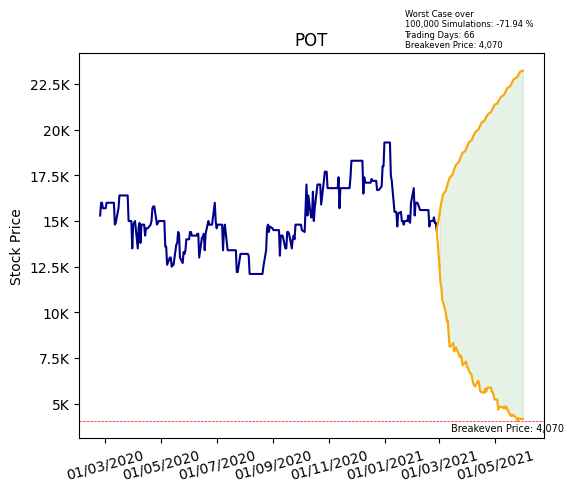 Worst Case over
100,000 Simulations: -71.94 %
Trading Days: 66
Breakeven Price: 4,070
POT
Stock Price
22.5K
20K
17.5K
15K
12.5K
10K
7.5K
5K
Breakeven Price: 4,070
01/03/2020 01/05/2020 01/07/2020 01/09/2020 01/11/2020 01/01/2021 01/03/2021 01/05/2021